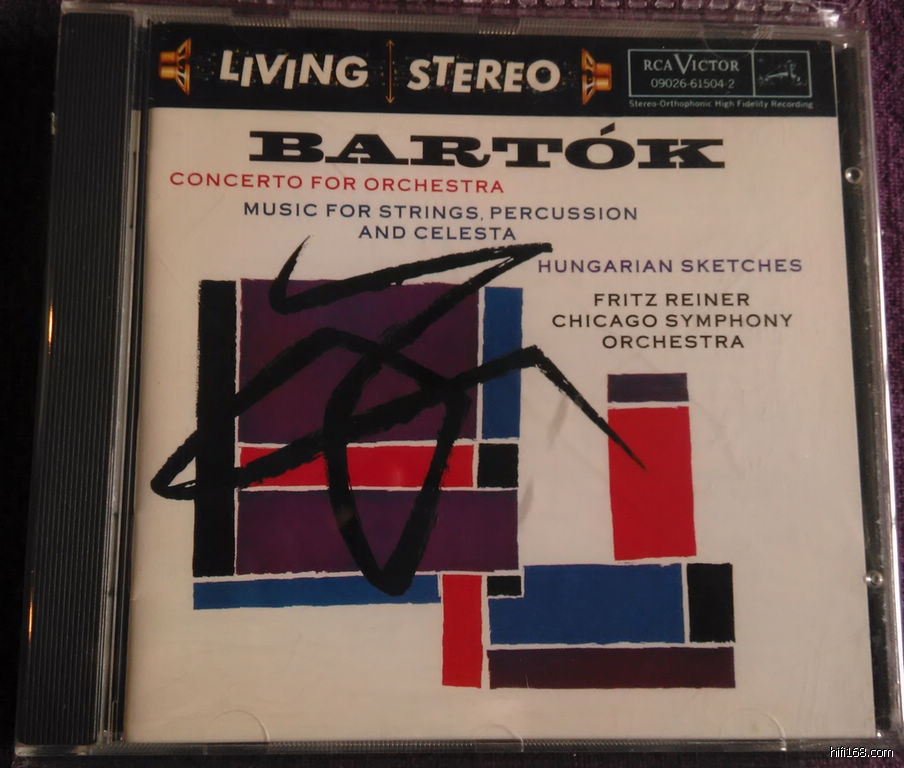 LIVING STEREO
RCA VICTOR
09026-61504-2
Stereo-Orthophonic High Fidelity Recording
BARTÓK
CONCERTO FOR ORCHESTRA
MUSIC FOR STRINGS, PERCUSSION
AND CELESTA
HUNGARIAN SKETCHES
FRITZ REINER
CHICAGO SYMPHONY
ORCHESTRA
hifi168.com